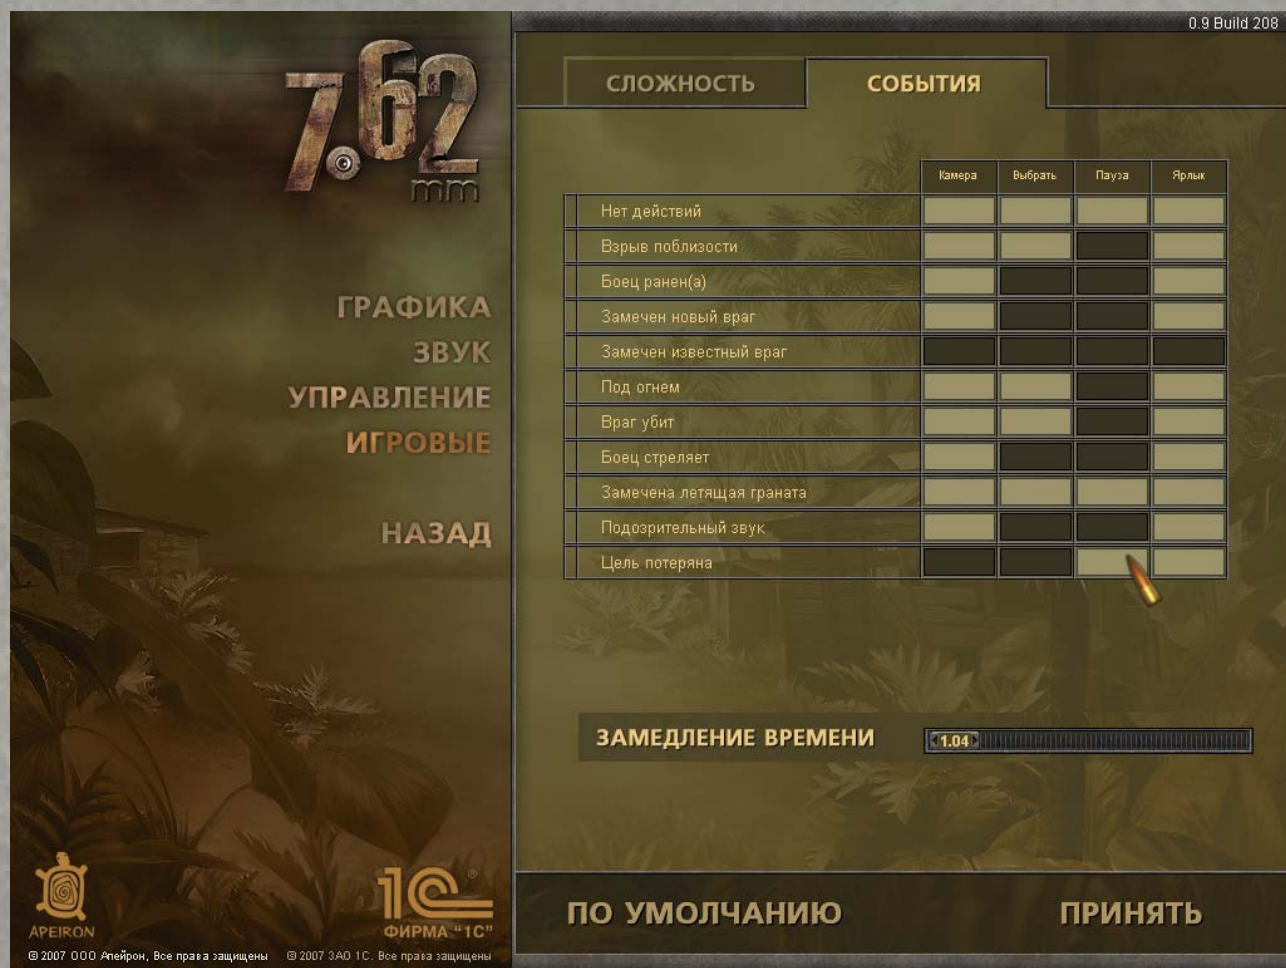 0.9 Build 208
7.62
mm
ГРАФИКА
ЗВУК
УПРАВЛЕНИЕ
ИГРОВЫЕ
НАЗАД
СЛОЖНОСТЬ
СОБЫТИЯ
Камера Выбрать Пауза Ярлык
Нет действий
Взрыв поблизости
Боец ранен(а)
Замечен новый враг
Замечен известный враг
Под огнем
Враг убит
Боец стреляет
Замечена летящая граната
Подозрительный звук
Цель потеряна
ЗАМЕДЛЕНИЕ ВРЕМЕНИ
1.04
ПО УМОЛЧАНИЮ
ПРИНЯТЬ
APEIRON
1С®
ФИРМА "1С"
© 2007 ООО Апейрон, Все права защищены
© 2007 ЗАО 1С. Все права защищены